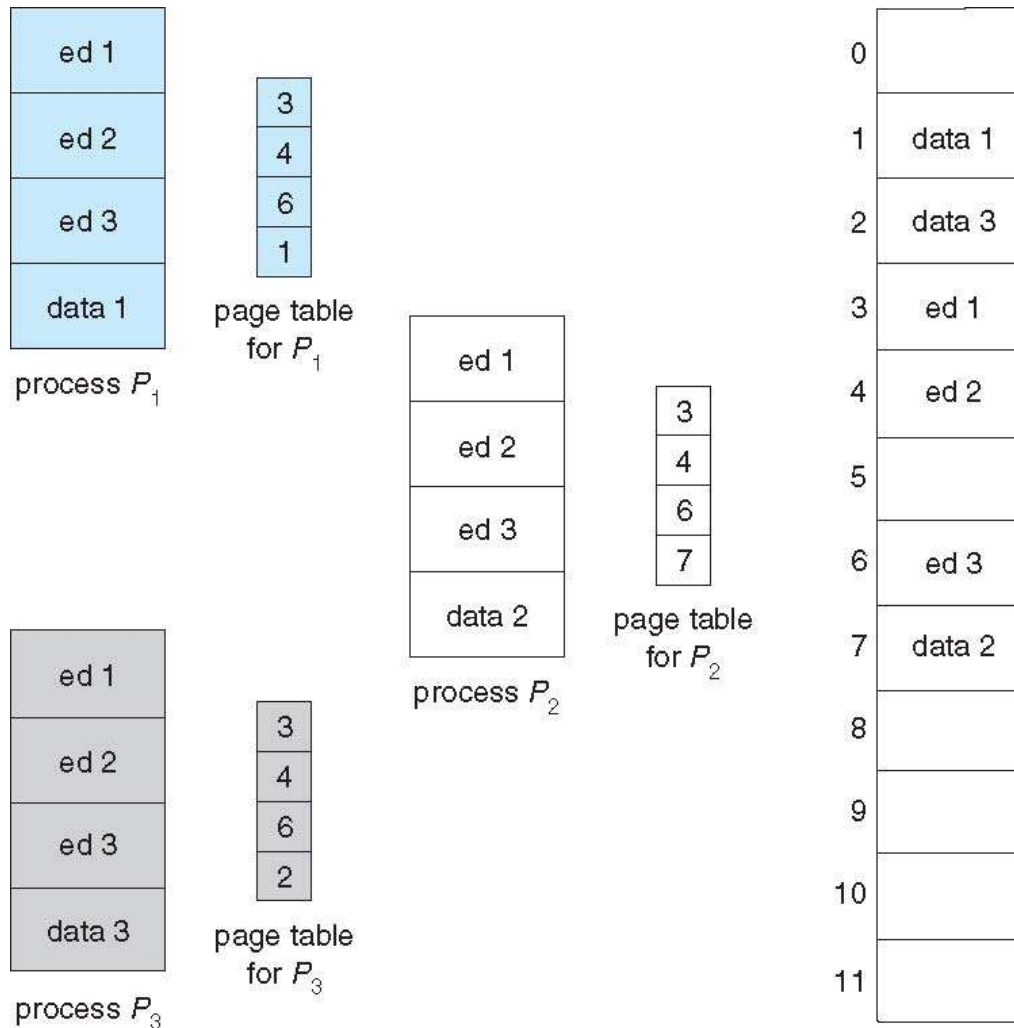 ed 1
ed 2
ed 3
data 1
process P₁
3
4
6
1
page table
for P₁
ed 1
ed 2
ed 3
data 2
process P₂
3
4
6
7
page table
for P₂
ed 1
ed 2
ed 3
data 3
process P₃
3
4
6
2
page table
for P₃
0
1 data 1
2 data 3
3 ed 1
4 ed 2
5
6 ed 3
7 data 2
8
9
10
11